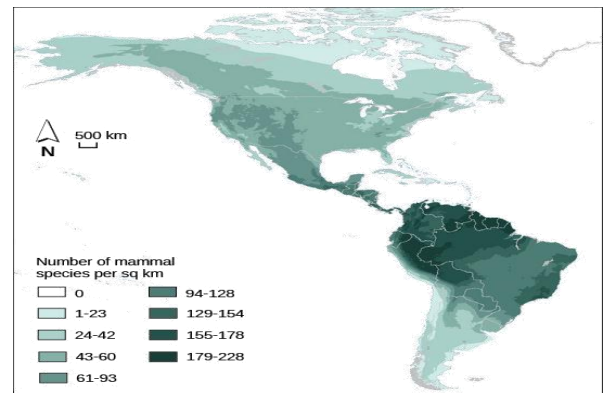 500 km
N
Number of mammal
species per sq km
0
1-23
24-42
43-60
61-93
94-128
129-154
155-178
179-228